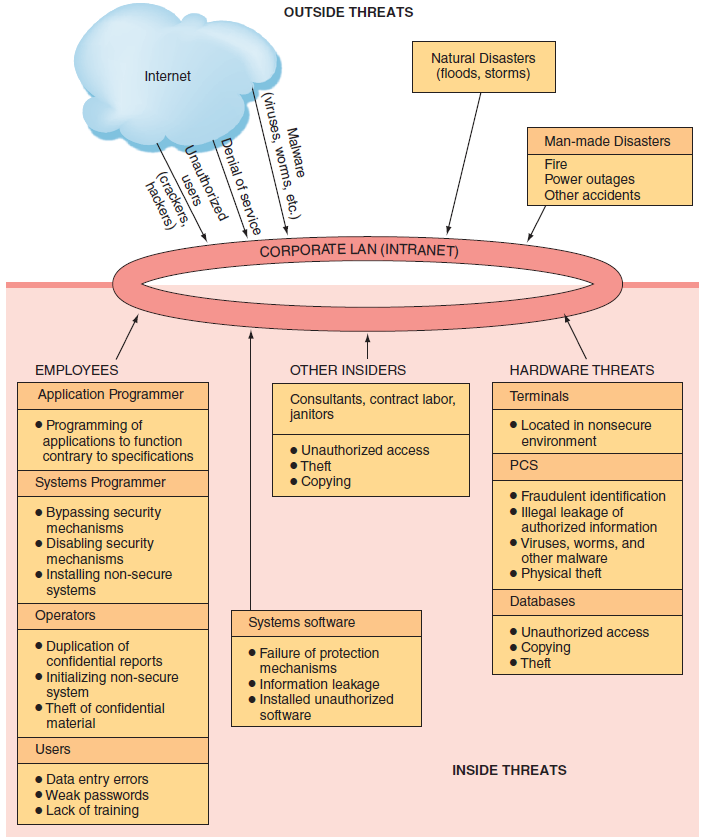 OUTSIDE THREATS
Internet
Natural Disasters
(floods, storms)
Man-made Disasters
Fire
Power outages
Other accidents
Malware
(viruses, worms, etc.)
Denial of service
Unauthorized
users
(crackers,
hackers)
CORPORATE LAN (INTRANET)
EMPLOYEES
Application Programmer
● Programming of
applications to function
contrary to specifications
Systems Programmer
● Bypassing security
mechanisms
● Disabling security
mechanisms
● Installing non-secure
systems
Operators
● Duplication of
confidential reports
● Initializing non-secure
system
● Theft of confidential
material
Users
● Data entry errors
● Weak passwords
● Lack of training
OTHER INSIDERS
Consultants, contract labor,
janitors
● Unauthorized access
● Theft
● Copying
Systems software
● Failure of protection
mechanisms
● Information leakage
● Installed unauthorized
software
HARDWARE THREATS
Terminals
● Located in nonsecure
environment
PCS
● Fraudulent identification
● Illegal leakage of
authorized information
● Viruses, worms, and
other malware
● Physical theft
Databases
● Unauthorized access
● Copying
● Theft
INSIDE THREATS